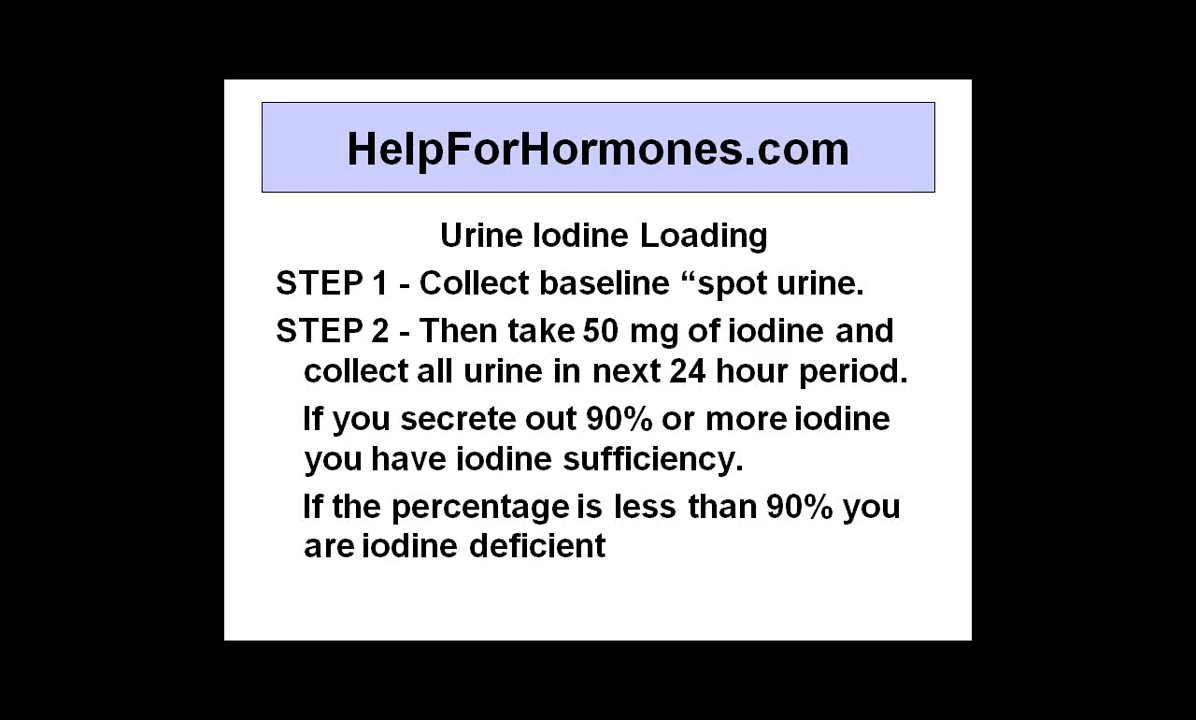 HelpForHormones.com
Urine Iodine Loading
STEP 1 - Collect baseline “spot urine.
STEP 2 - Then take 50 mg of iodine and
collect all urine in next 24 hour period.
If you secrete out 90% or more iodine
you have iodine sufficiency.
If the percentage is less than 90% you
are iodine deficient